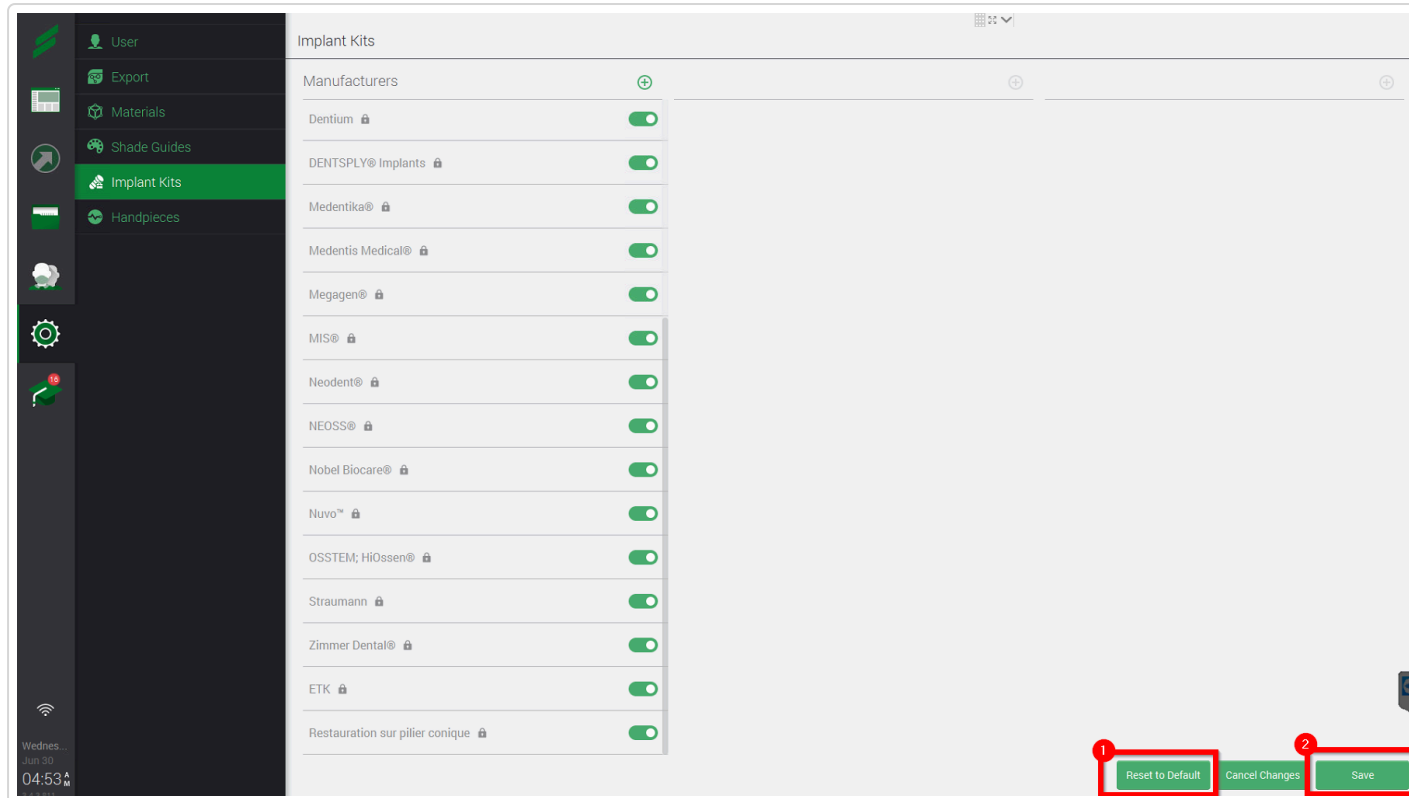 User
Export
Materials
Shade Guides
Implant Kits
Handpieces
16
Wednes...
Jun 30
04:53 AM
Implant Kits
Manufacturers
Dentium
DENTSPLY® Implants
Medentika®
Medentis Medical®
Megagen®
MIS®
Neodent®
NEOSS®
Nobel Biocare®
Nuvo™
OSSTEM; HiOssen®
Straumann
Zimmer Dental®
ETK
Restauration sur pilier conique
1
2
Reset to Default Cancel Changes Save